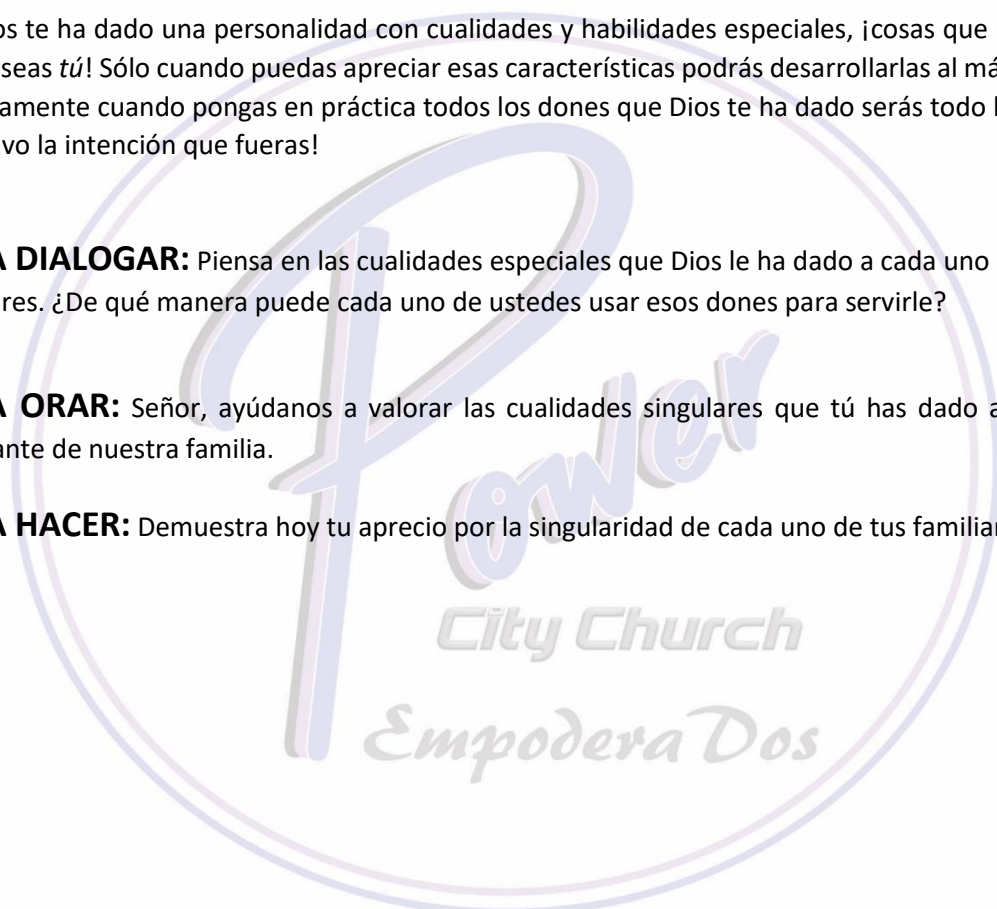 os te ha dado una personalidad con cualidades y habilidades especiales, ¡cosas que
seas tú! Sólo cuando puedas apreciar esas características podrás desarrollarlas al má
amente cuando pongas en práctica todos los dones que Dios te ha dado serás todo l
vo la intención que fueras!
A DIALOGAR: Piensa en las cualidades especiales que Dios le ha dado a cada uno
res. ¿De qué manera puede cada uno de ustedes usar esos dones para servirle?
A ORAR: Señor, ayúdanos a valorar las cualidades singulares que tú has dado a
ante de nuestra familia.
A HACER: Demuestra hoy tu aprecio por la singularidad de cada uno de tus familiar
Power
City Church
EmpoderaDos